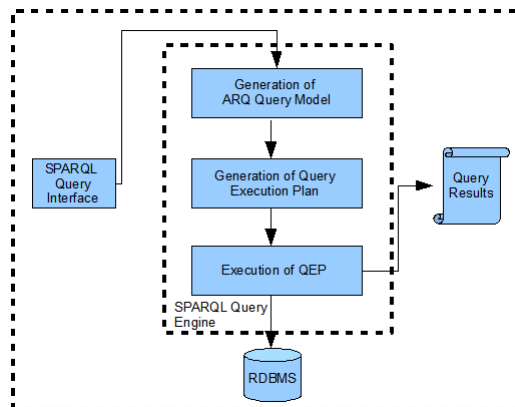 Generation of
ARQ Query Model
SPARQL
Query
Interface
Generation of Query
Execution Plan
Query
Results
Execution of QEP
SPARQL Query
Engine
RDBMS